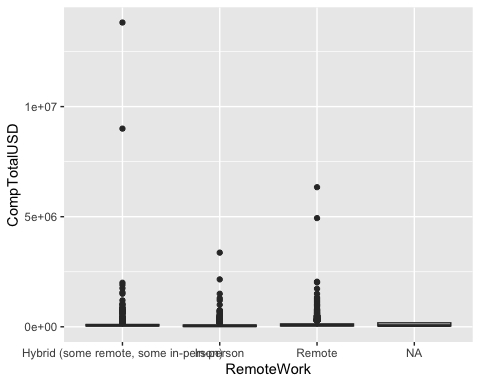 CompTotalUSD
1e+07
5e+06
0e+00
Hybrid (some remote, some in-person)
In-person
Remote
NA
RemoteWork